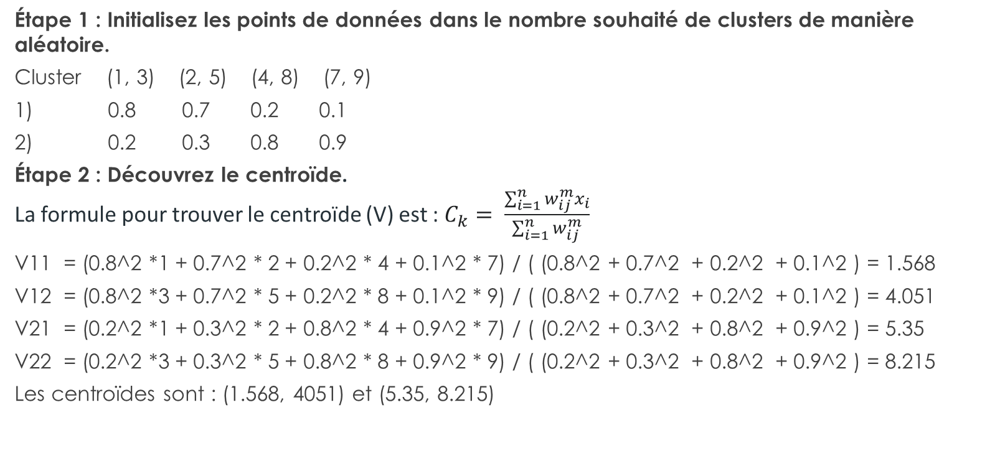 Étape 1 : Initialisez les points de données dans le nombre souhaité de clusters de manière
aléatoire.
Cluster (1, 3) (2, 5) (4, 8) (7, 9)
1) 0.8 0.7 0.2 0.1
2) 0.2 0.3 0.8 0.9
Étape 2 : Découvrez le centroïde.
La formule pour trouver le centroïde (V) est : C_k = \frac{\sum_{i=1}^{n} w_{ij}^{m} x_i}{\sum_{i=1}^{n} w_{ij}^{m}}
V11 = (0.8^2 *1 + 0.7^2 * 2 + 0.2^2 * 4 + 0.1^2 * 7) / ( (0.8^2 + 0.7^2 + 0.2^2 + 0.1^2 ) = 1.568
V12 = (0.8^2 *3 + 0.7^2 * 5 + 0.2^2 * 8 + 0.1^2 * 9) / ( (0.8^2 + 0.7^2 + 0.2^2 + 0.1^2 ) = 4.051
V21 = (0.2^2 *1 + 0.3^2 * 2 + 0.8^2 * 4 + 0.9^2 * 7) / ( (0.2^2 + 0.3^2 + 0.8^2 + 0.9^2 ) = 5.35
V22 = (0.2^2 *3 + 0.3^2 * 5 + 0.8^2 * 8 + 0.9^2 * 9) / ( (0.2^2 + 0.3^2 + 0.8^2 + 0.9^2 ) = 8.215
Les centroïdes sont : (1.568, 4051) et (5.35, 8.215)